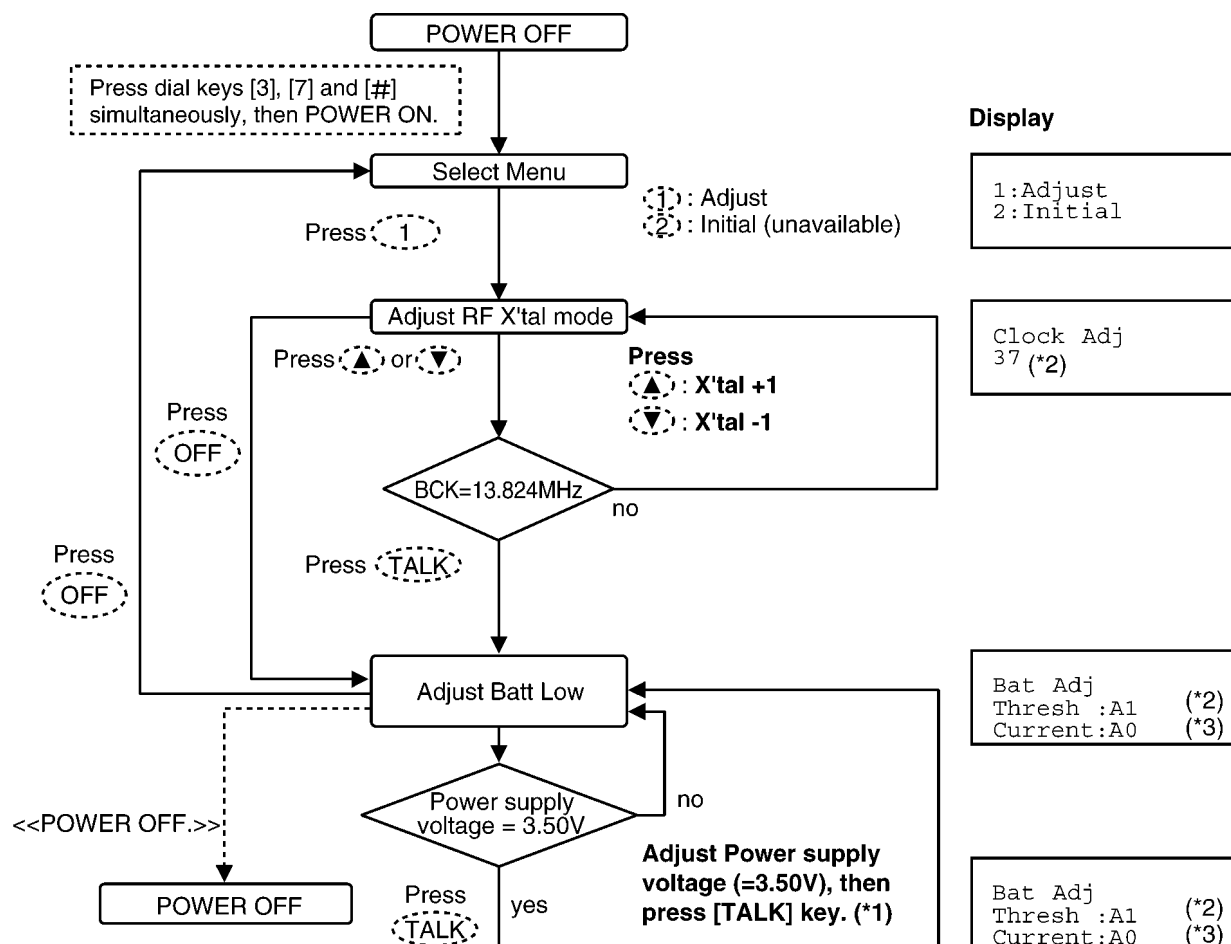 POWER OFF
Press dial keys [3], [7] and [#]
simultaneously, then POWER ON.
Display
Select Menu
1 : Adjust
2 : Initial (unavailable)
1:Adjust
2:Initial
Press 1
Adjust RF X'tal mode
Clock Adj
37 (*2)
Press ▲ or ▼
Press
▲ : X'tal +1
▼ : X'tal -1
Press
OFF
BCK=13.824MHz
no
Press TALK
Press
OFF
Adjust Batt Low
Bat Adj
Thresh :A1 (*2)
Current:A0 (*3)
Power supply
voltage = 3.50V
no
<<POWER OFF.>>
Adjust Power supply
voltage (=3.50V), then
press [TALK] key. (*1)
POWER OFF
Press
TALK
yes
Bat Adj
Thresh :A1 (*2)
Current:A0 (*3)